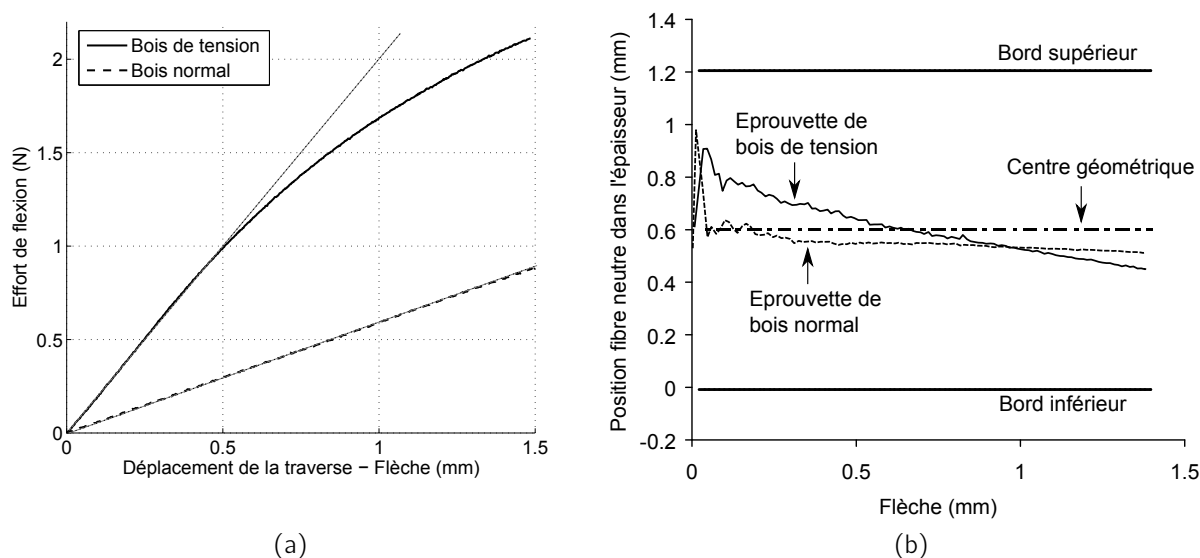 Bois de tension
Bois normal
2
1.5
1
0.5
0
0
0.5
1
1.5
Effort de flexion (N)
Déplacement de la traverse − Flèche (mm)
(a)
Position fibre neutre dans l'épaisseur (mm)
1.4
1.2
1
0.8
0.6
0.4
0.2
0
-0.2
Bord supérieur
Eprouvette de
bois de tension
Centre géométrique
Eprouvette de
bois normal
Bord inférieur
0
0.5
1
1.5
Flèche (mm)
(b)